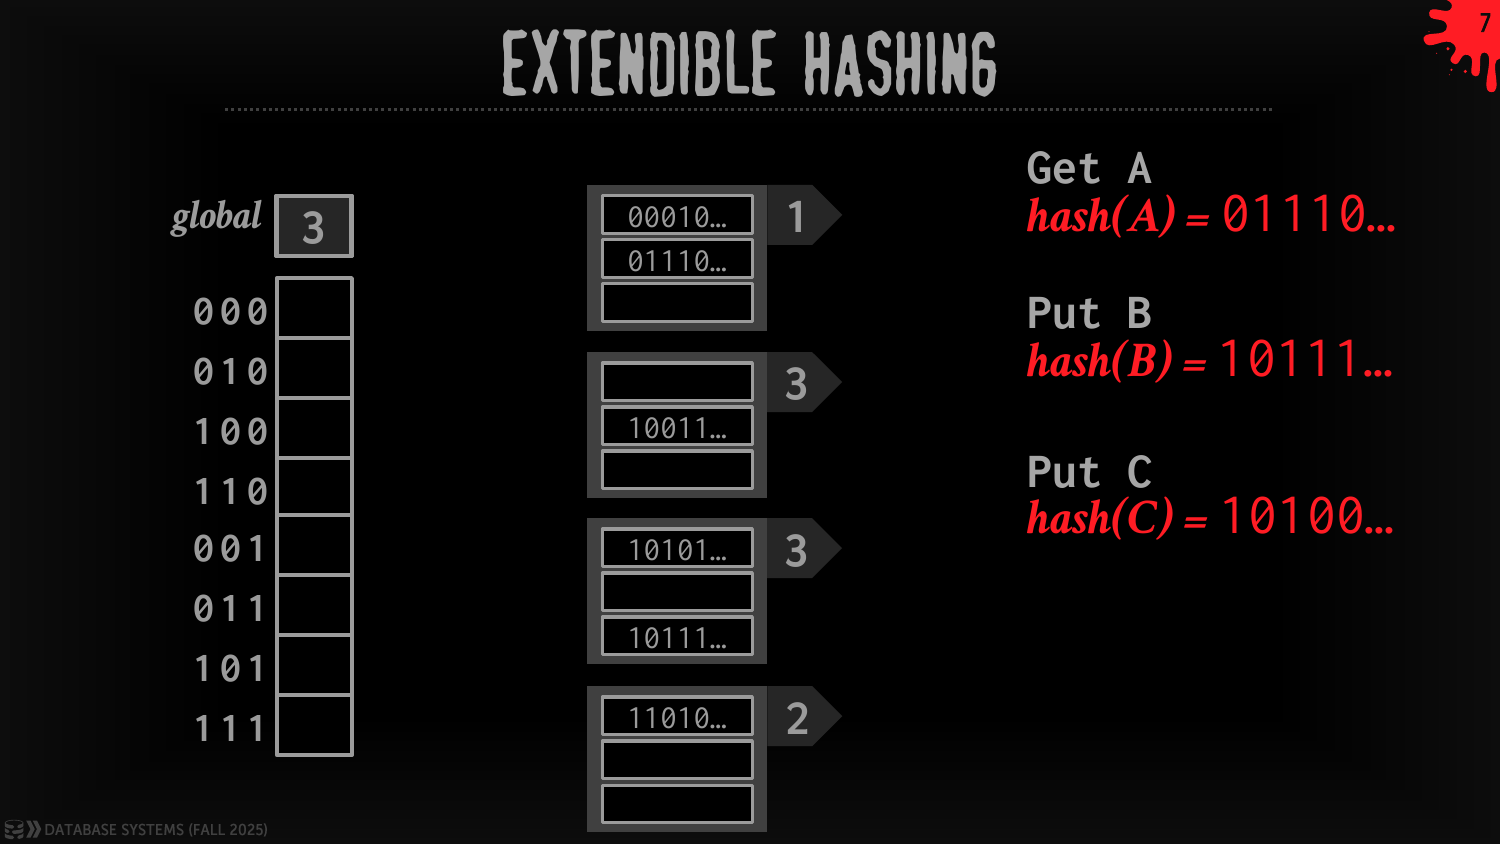 EXTENDIBLE HASHING
7
global 3
000
010
100
110
001
011
101
111
00010…
01110…
1
10011…
3
10101…
10111…
3
11010…
2
Get A
hash(A) = 01110…
Put B
hash(B) = 10111…
Put C
hash(C) = 10100…
DATABASE SYSTEMS (FALL 2025)